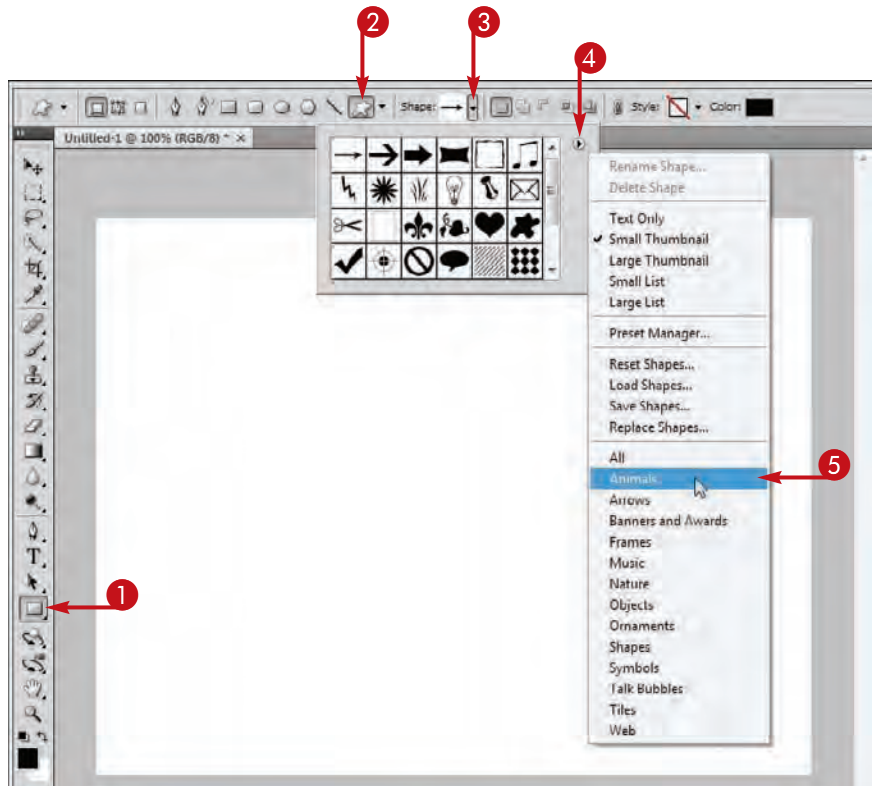 2
3
4
Shape:
Style:
Color:
Untitled-1 @ 100% (RGB/8) * ×
Rename Shape...
Delete Shape
Text Only
Small Thumbnail
Large Thumbnail
Small List
Large List
Preset Manager...
Reset Shapes...
Load Shapes...
Save Shapes...
Replace Shapes...
All
Animals
5
Arrows
Banners and Awards
Frames
Music
Nature
Objects
Ornaments
Shapes
Symbols
Talk Bubbles
Tiles
Web
T
1